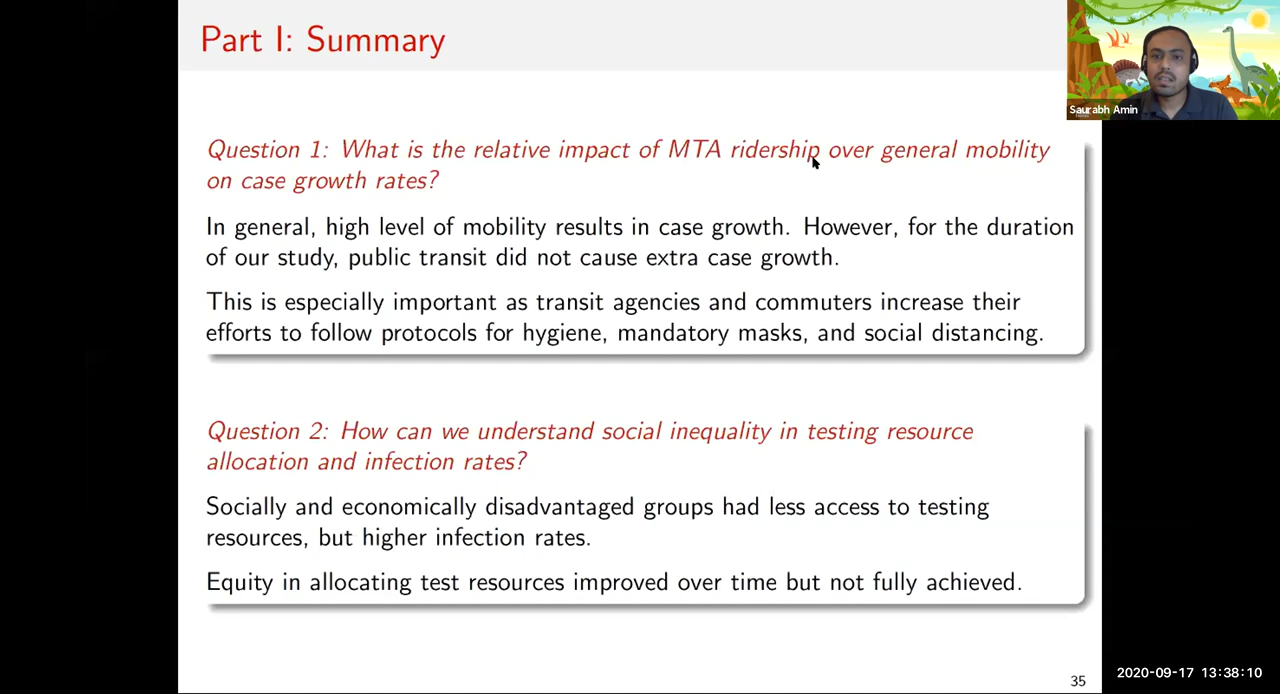 Part I: Summary
Saurabh Amin
Question 1: What is the relative impact of MTA ridership over general mobility
on case growth rates?
In general, high level of mobility results in case growth. However, for the duration
of our study, public transit did not cause extra case growth.
This is especially important as transit agencies and commuters increase their
efforts to follow protocols for hygiene, mandatory masks, and social distancing.
Question 2: How can we understand social inequality in testing resource
allocation and infection rates?
Socially and economically disadvantaged groups had less access to testing
resources, but higher infection rates.
Equity in allocating test resources improved over time but not fully achieved.
35
2020-09-17 13:38:10